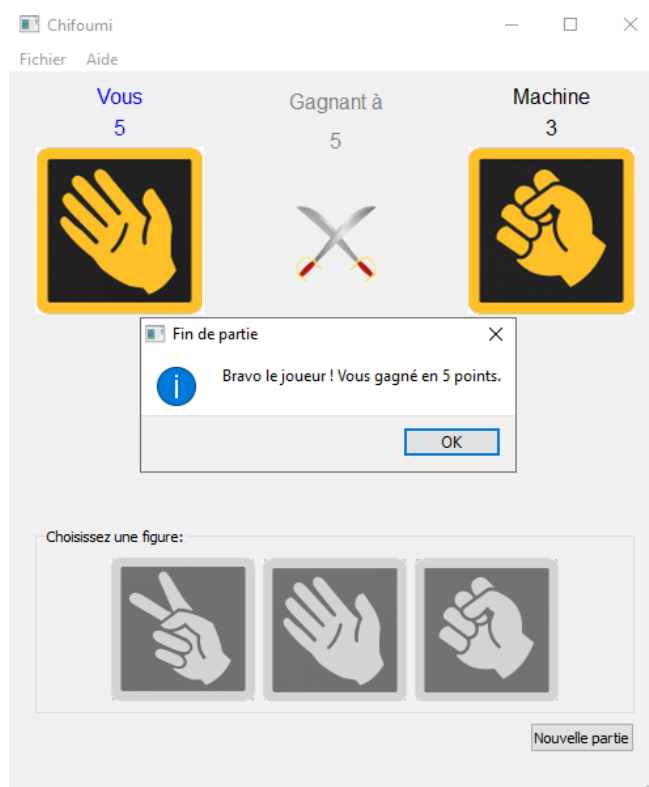 Chifoumi
Fichier Aide
Vous
Gagnant à
Machine
5
5
3
Fin de partie
Bravo le joueur ! Vous gagné en 5 points.
OK
Choisissez une figure:
Nouvelle partie